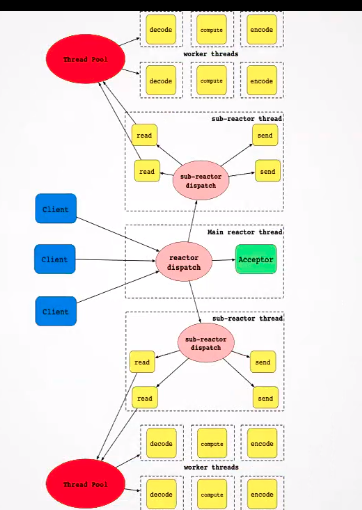 decode
compute
encode
Thread Pool
worker threads
decode
compute
encode
sub-reactor thread
read
send
read
sub-reactor
dispatch
send
Client
Main reactor thread
Client
reactor
dispatch
Acceptor
Client
sub-reactor thread
sub-reactor
dispatch
read
send
read
send
decode
compute
encode
worker threads
Thread Pool
decode
compute
encode